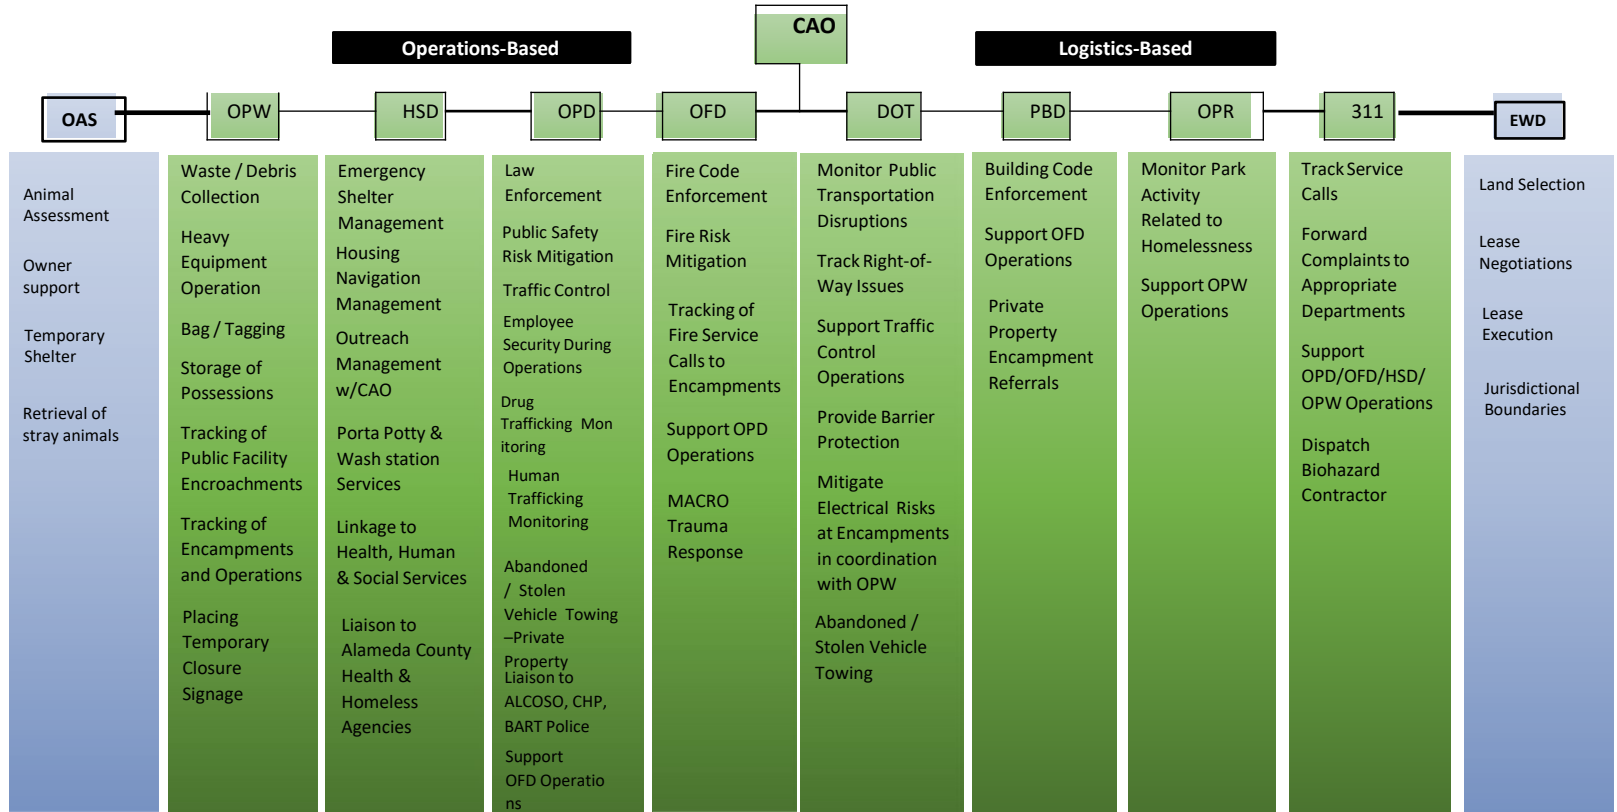 CAO
Operations-Based
Logistics-Based
OAS
OPW
HSD
OPD
OFD
DOT
PBD
OPR
311
EWD
Animal
Assessment
Owner
support
Temporary
Shelter
Retrieval of
stray animals
Waste / Debris
Collection
Heavy
Equipment
Operation
Bag / Tagging
Storage of
Possessions
Tracking of
Public Facility
Encroachments
Tracking of
Encampments
and Operations
Placing
Temporary
Closure
Signage
Emergency
Shelter
Management
Housing
Navigation
Management
Outreach
Management
w/CAO
Porta Potty &
Wash station
Services
Linkage to
Health, Human
& Social Services
Liaison to
Alameda County
Health &
Homeless
Agencies
Law
Enforcement
Public Safety
Risk Mitigation
Traffic Control
Employee
Security During
Operations
Drug
Trafficking Mon
itoring
Human
Trafficking
Monitoring
Abandoned
/ Stolen
Vehicle Towing
–Private
Property
Liaison to
ALCOSO, CHP,
BART Police
Support
OFD Operatio
ns
Fire Code
Enforcement
Fire Risk
Mitigation
Tracking of
Fire Service
Calls to
Encampments
Support OPD
Operations
MACRO
Trauma
Response
Monitor Public
Transportation
Disruptions
Track Right-of-
Way Issues
Support Traffic
Control
Operations
Provide Barrier
Protection
Mitigate
Electrical Risks
at Encampments
in coordination
with OPW
Abandoned /
Stolen Vehicle
Towing
Building Code
Enforcement
Support OFD
Operations
Private
Property
Encampment
Referrals
Monitor Park
Activity
Related to
Homelessness
Support OPW
Operations
Track Service
Calls
Forward
Complaints to
Appropriate
Departments
Support
OPD/OFD/HSD/
OPW Operations
Dispatch
Biohazard
Contractor
Land Selection
Lease
Negotiations
Lease
Execution
Jurisdictional
Boundaries